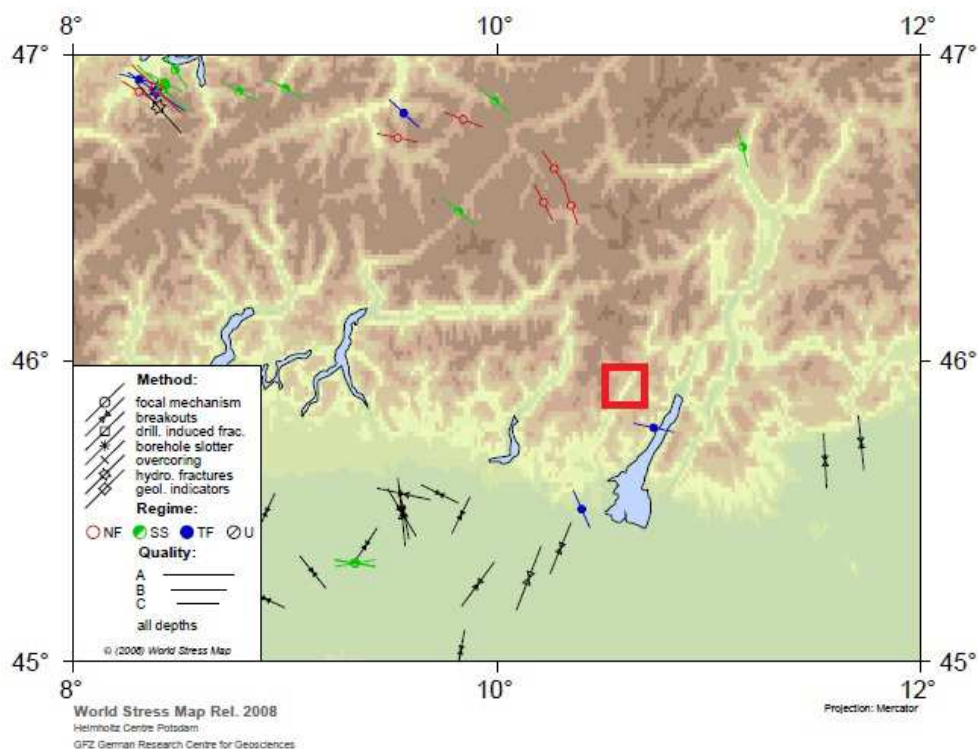 8° 10° 12°
47° 47°
46° 46°
Method:
focal mechanism
breakouts
drill. induced frac.
borehole slotter
overcoring
hydro. fractures
geol. indicators
Regime:
NF SS TF U
Quality:
A
B
C
all depths
© (2008) World Stress Map
45° 45°
8° 10° 12°
World Stress Map Rel. 2008
Helmholtz Centre Potsdam
GFZ German Research Centre for Geosciences
Projection: Mercator